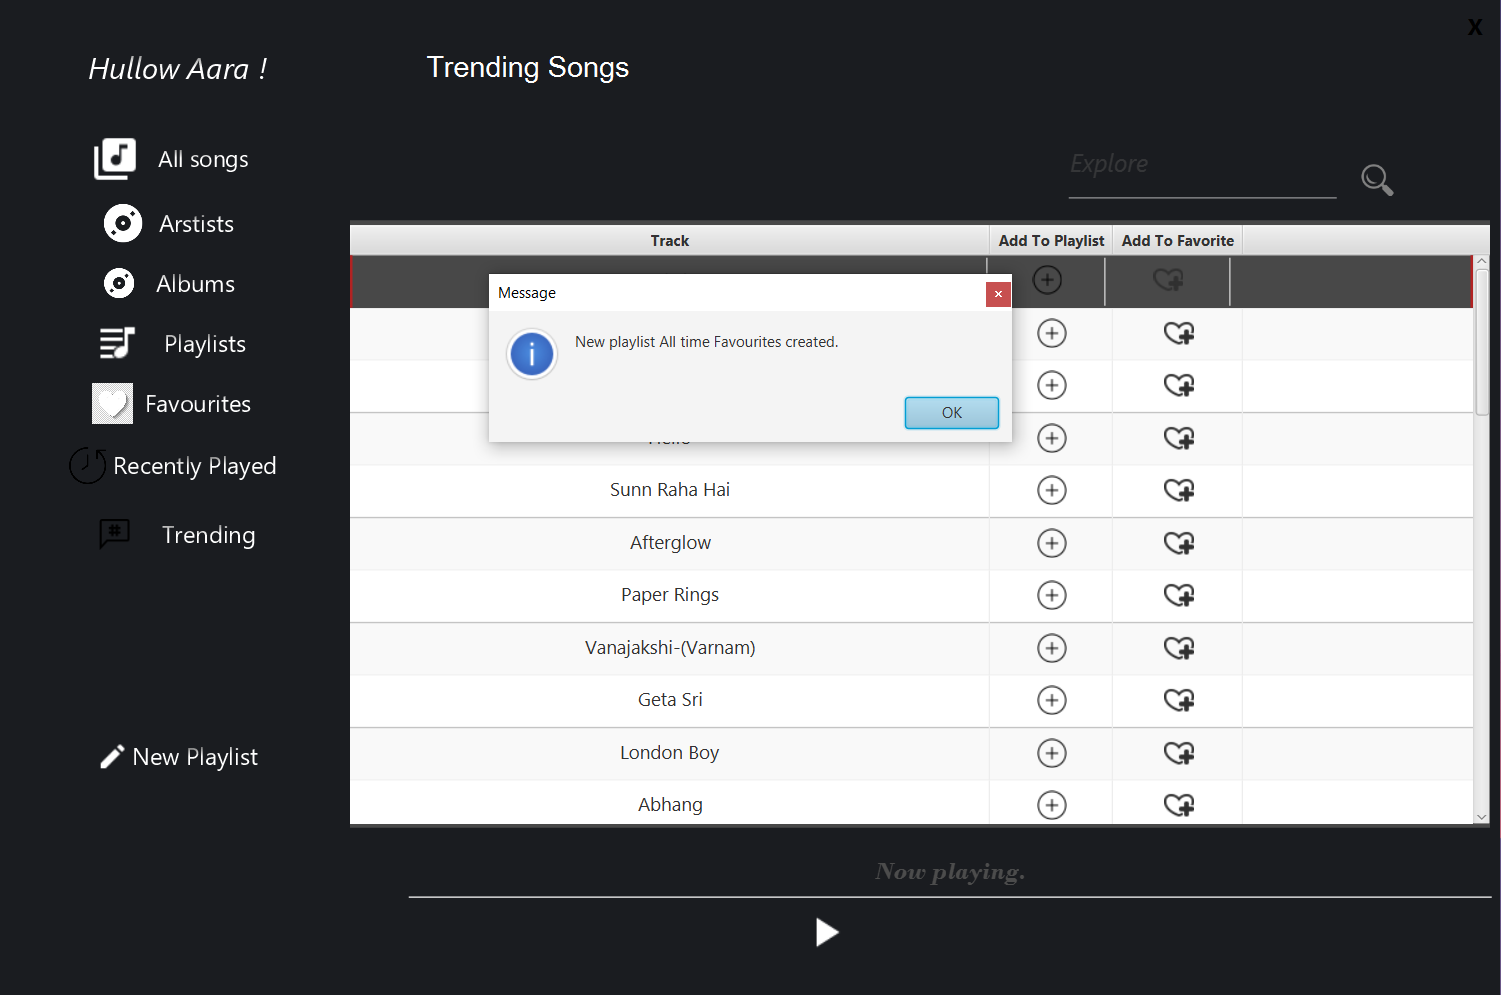 X
Hullow Aara !
Trending Songs
All songs
Arstists
Albums
Playlists
Favourites
Recently Played
Trending
New Playlist
Explore
Track Add To Playlist Add To Favorite
Message
New playlist All time Favourites created.
OK
Hello
Sunn Raha Hai
Afterglow
Paper Rings
Vanajakshi-(Varnam)
Geta Sri
London Boy
Abhang
Now playing.